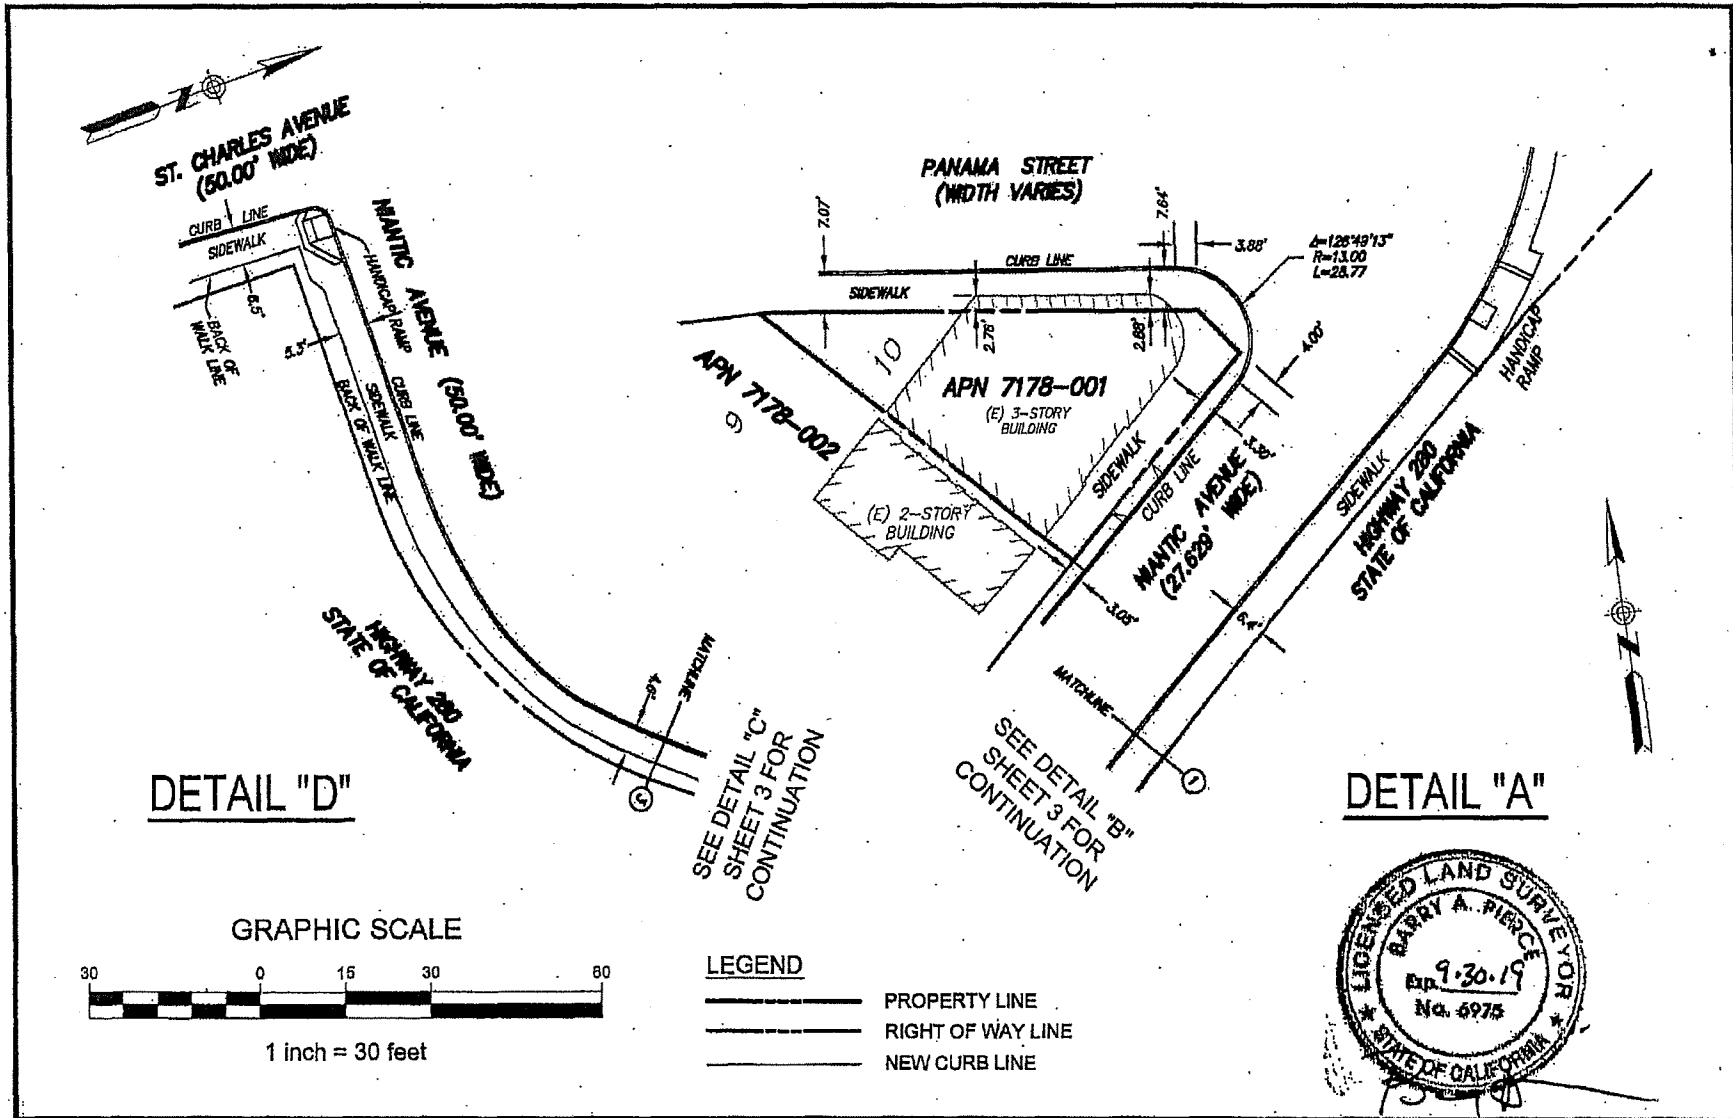 N
ST. CHARLES AVENUE
(50.00' WIDE)
CURB LINE
SIDEWALK
BACK OF
WALK LINE
6.5'
5.3'
HANDICAP RAMP
NIANTIC AVENUE (50.00' WIDE)
CURB LINE
SIDEWALK
BACK OF WALK LINE
HIGHWAY 280
STATE OF CALIFORNIA
4.6'
MATCHLINE
3
SEE DETAIL "C"
SHEET 3 FOR
CONTINUATION
DETAIL "D"
PANAMA STREET
(WIDTH VARIES)
7.07'
7.64'
3.88'
Δ=126°49'13"
R=13.00
L=28.77
CURB LINE
SIDEWALK
2.76'
2.88'
4.00'
10
APN 7178-001
(E) 3-STORY
BUILDING
APN 7178-002
9
(E) 2-STORY
BUILDING
SIDEWALK
CURB LINE
NIANTIC AVENUE
(27.629' WIDE)
3.05'
HANDICAP
RAMP
SIDEWALK
HIGHWAY 280
STATE OF CALIFORNIA
MATCHLINE
1
SEE DETAIL "B"
SHEET 3 FOR
CONTINUATION
N
DETAIL "A"
GRAPHIC SCALE
30 0 15 30 60
1 inch = 30 feet
LEGEND
PROPERTY LINE
RIGHT OF WAY LINE
NEW CURB LINE
LICENSED LAND SURVEYOR
BARRY A. PIERCE
Exp. 9.30.19
No. 6975
STATE OF CALIFORNIA